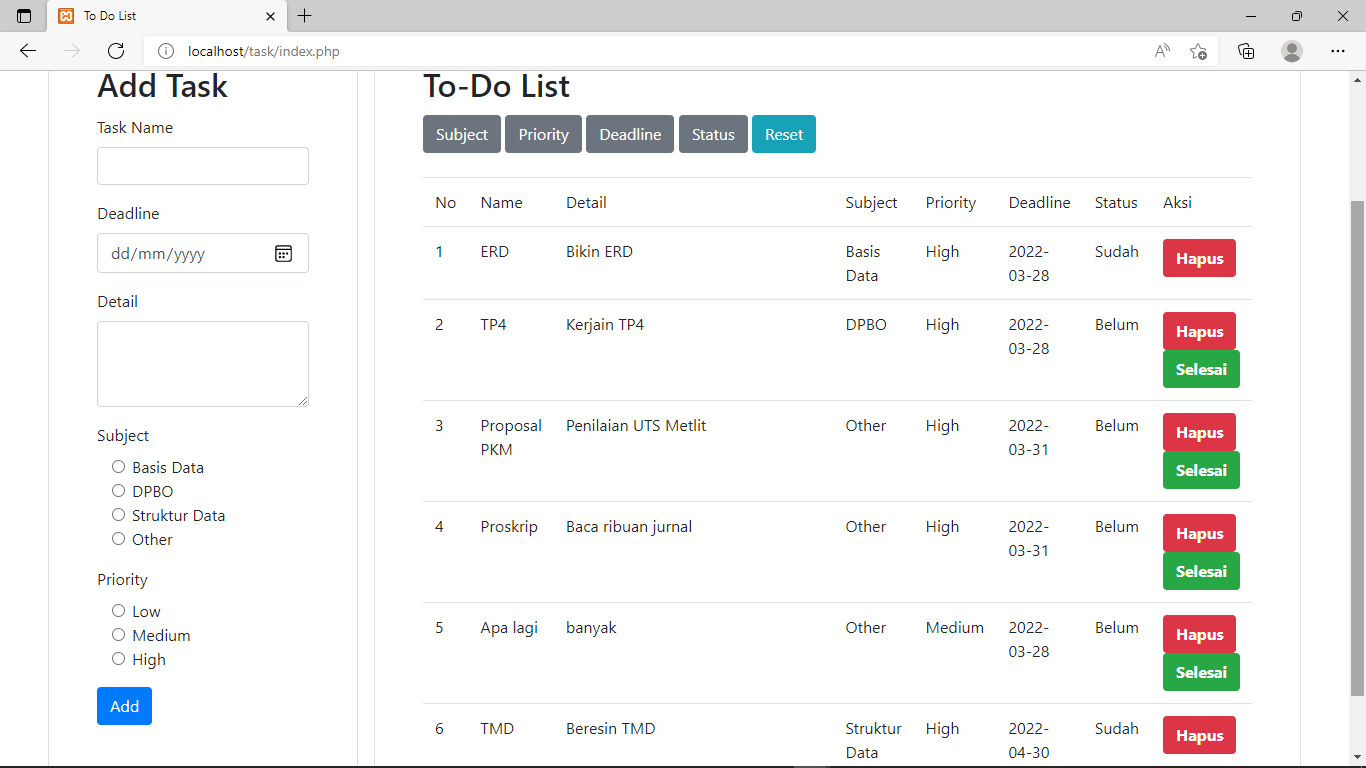 To Do List
localhost/task/index.php
Add Task
Task Name
Deadline
dd/mm/yyyy
Detail
Subject
Basis Data
DPBO
Struktur Data
Other
Priority
Low
Medium
High
Add
To-Do List
Subject Priority Deadline Status Reset
No Name Detail Subject Priority Deadline Status Aksi
1 ERD Bikin ERD Basis High 2022- Sudah Hapus
Data 03-28
2 TP4 Kerjain TP4 DPBO High 2022- Belum Hapus
03-28
Selesai
3 Proposal Penilaian UTS Metlit Other High 2022- Belum Hapus
PKM 03-31
Selesai
4 Proskrip Baca ribuan jurnal Other High 2022- Belum Hapus
03-31
Selesai
5 Apa lagi banyak Other Medium 2022- Belum Hapus
03-28
Selesai
6 TMD Beresin TMD Struktur High 2022- Sudah Hapus
Data 04-30